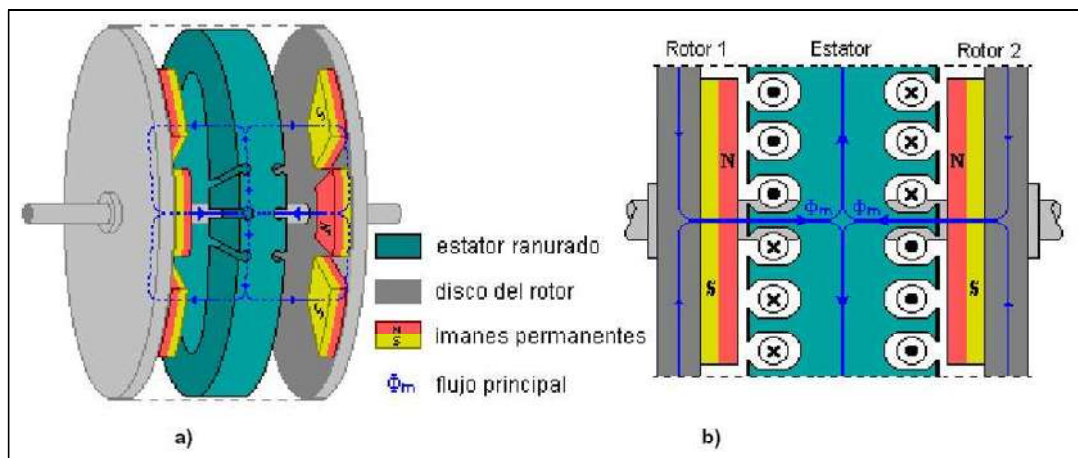 S
N
S
estator ranurado
disco del rotor
N
S
imanes permanentes
Φm flujo principal
a)
Rotor 1 Estator Rotor 2
N N
Φm Φm
S S
b)